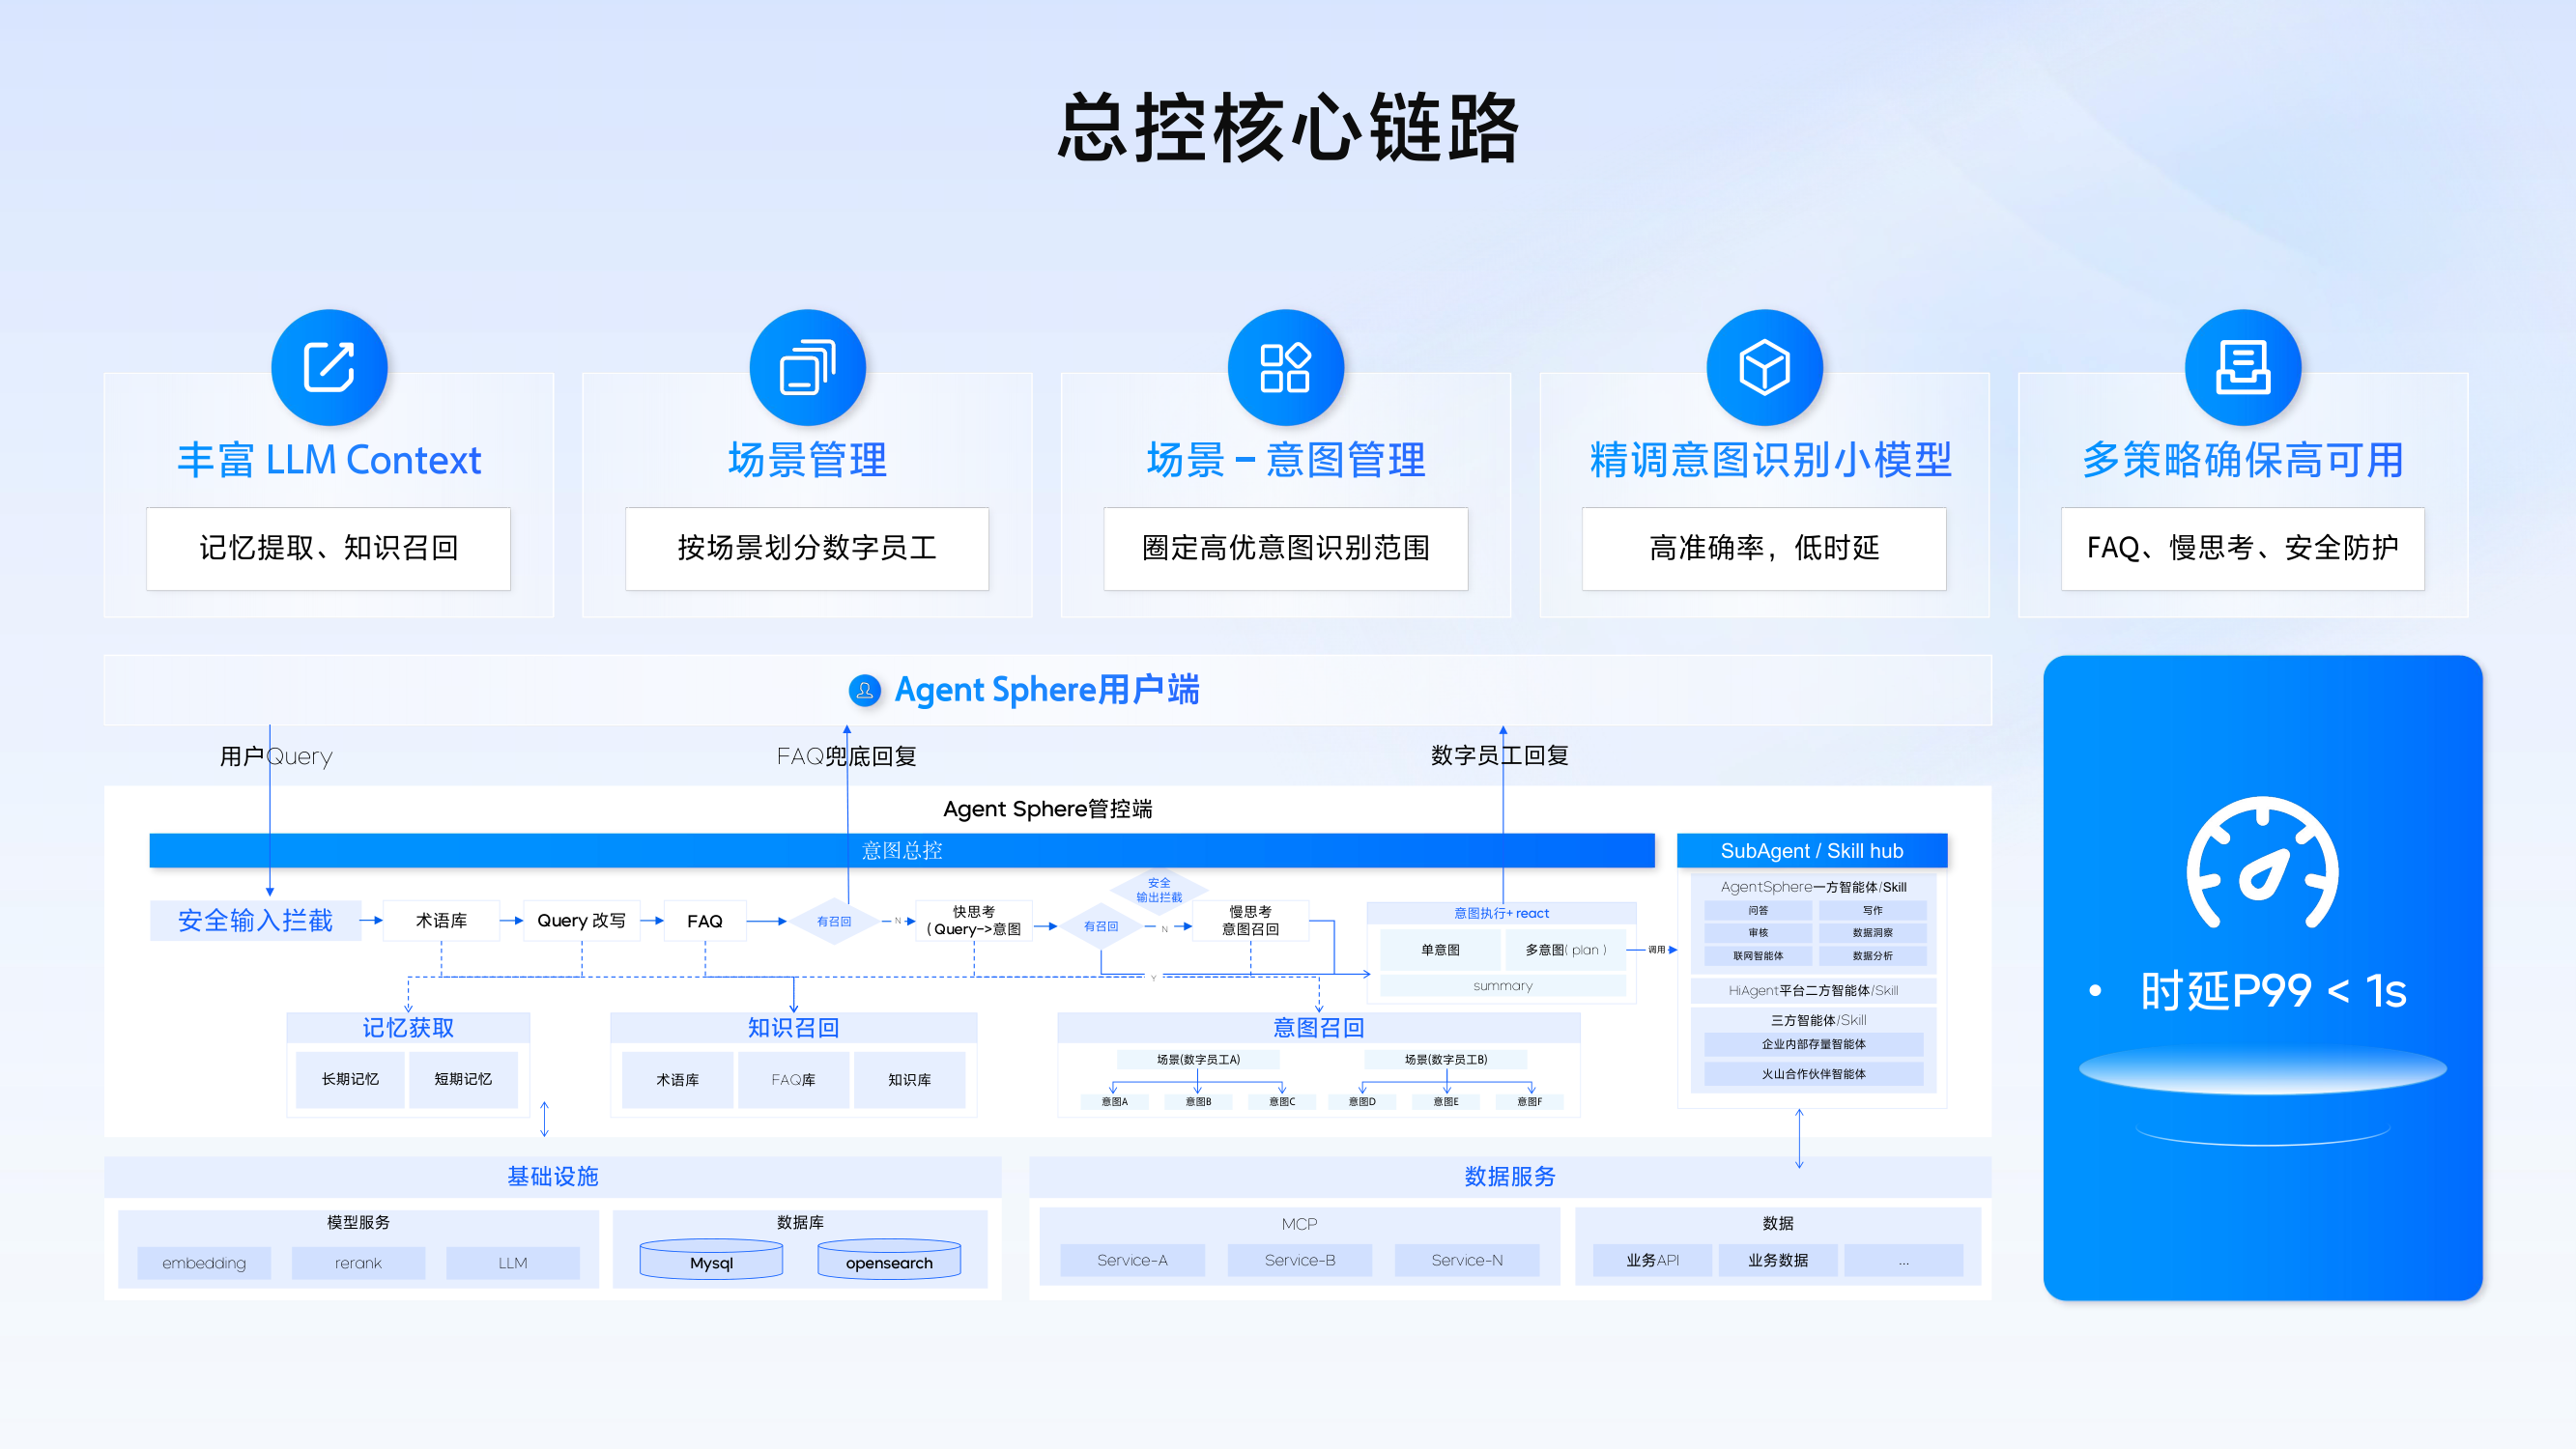 总控核心链路
丰富 LLM Context
记忆提取、知识召回
场景管理
按场景划分数字员工
场景 – 意图管理
圈定高优意图识别范围
精调意图识别小模型
高准确率，低时延
多策略确保高可用
FAQ、慢思考、安全防护
Agent Sphere用户端
用户Query
FAQ兜底回复
数字员工回复
Agent Sphere管控端
意图总控
安全输入拦截
术语库
Query 改写
FAQ
有召回
N
快思考
（Query->意图
有召回
安全
输出拦截
N
慢思考
意图召回
Y
意图执行+ react
单意图
多意图( plan )
summary
调用
SubAgent / Skill hub
AgentSphere一方智能体/Skill
问答
写作
审核
数据洞察
联网智能体
数据分析
HiAgent平台二方智能体/Skill
三方智能体/Skill
企业内部存量智能体
火山合作伙伴智能体
记忆获取
长期记忆
短期记忆
知识召回
术语库
FAQ库
知识库
意图召回
场景(数字员工A)
场景(数字员工B)
意图A
意图B
意图C
意图D
意图E
意图F
基础设施
模型服务
embedding
rerank
LLM
数据库
Mysql
opensearch
数据服务
MCP
Service-A
Service-B
Service-N
数据
业务API
业务数据
...
• 时延P99 < 1s